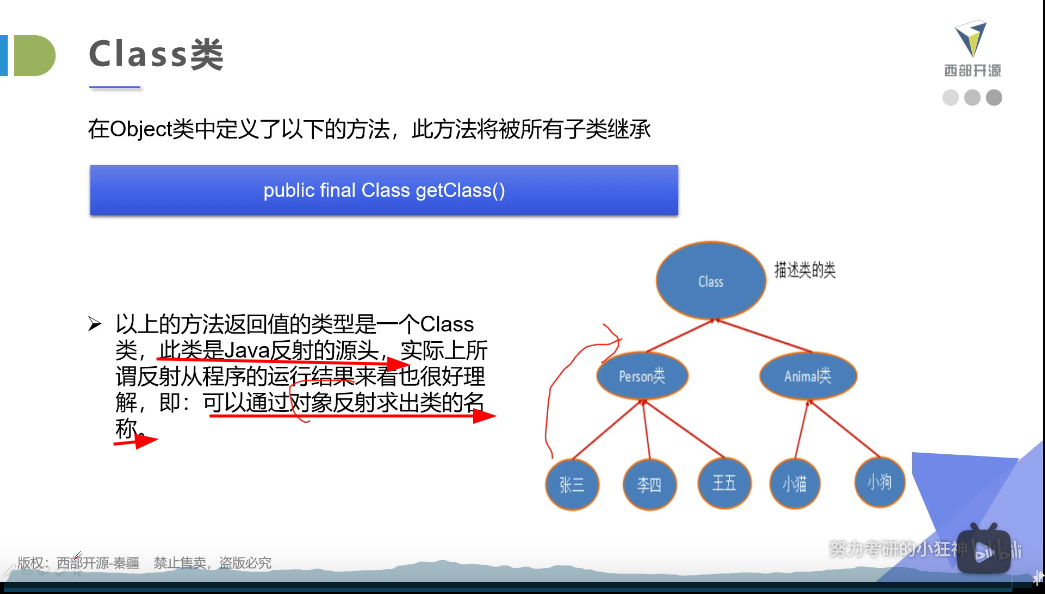 Class类
西部开源
在Object类中定义了以下的方法，此方法将被所有子类继承
public final Class getClass()
Class
描述类的类
以上的方法返回值的类型是一个Class
类，此类是Java反射的源头，实际上所
谓反射从程序的运行结果来看也很好理
解，即：可以通过对象反射求出类的名
称。
Person类
Animal类
张三
李四
王五
小猫
小狗
努力考研的小狂神
版权：西部开源-秦疆 禁止售卖，盗版必究